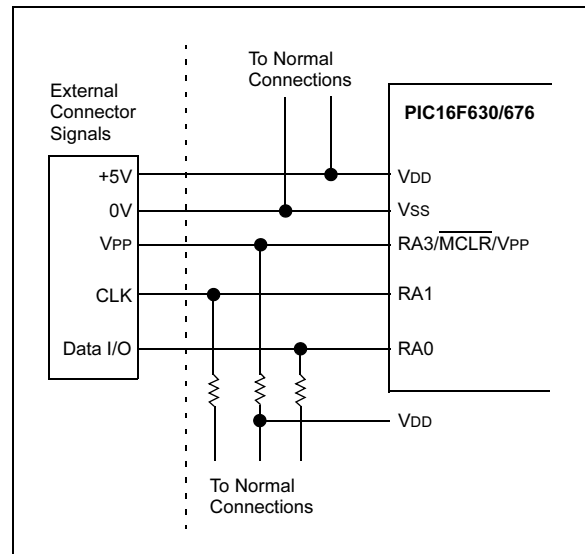 To Normal
Connections
External
Connector
Signals
PIC16F630/676
+5V
VDD
0V
VSS
VPP
RA3/MCLR/VPP
CLK
RA1
Data I/O
RA0
VDD
To Normal
Connections